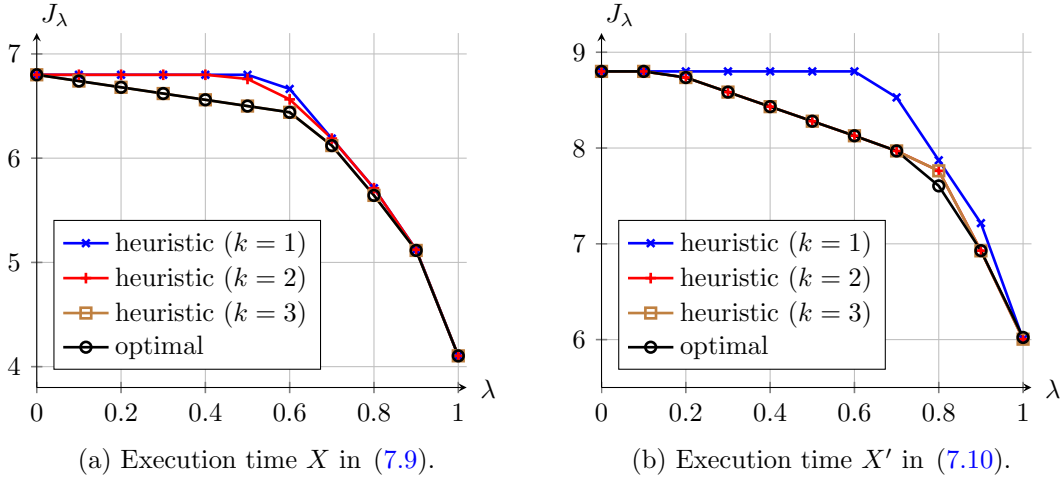 J_λ
7
6
5
4
0 0.2 0.4 0.6 0.8 1
λ
heuristic (k = 1)
heuristic (k = 2)
heuristic (k = 3)
optimal
(a) Execution time X in (7.9).
J_λ
9
8
7
6
0 0.2 0.4 0.6 0.8 1
λ
heuristic (k = 1)
heuristic (k = 2)
heuristic (k = 3)
optimal
(b) Execution time X′ in (7.10).